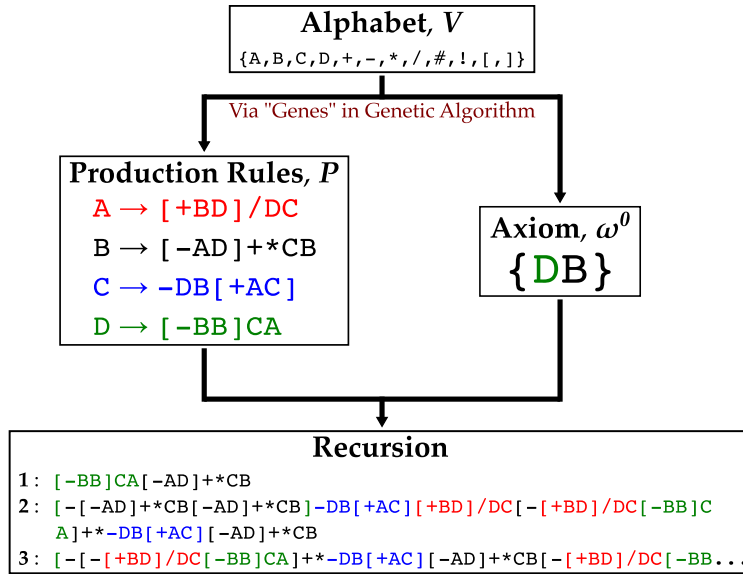 Alphabet, V
{A,B,C,D,+,-,*,/,#,!,[,]}
Via "Genes" in Genetic Algorithm
Production Rules, P
A → [+BD]/DC
B → [-AD]+*CB
C → -DB[+AC]
D → [-BB]CA
Axiom, ω⁰
{DB}
Recursion
1: [-BB]CA[-AD]+*CB
2: [-[-AD]+*CB[-AD]+*CB]-DB[+AC][+BD]/DC[-[+BD]/DC[-BB]C
A]+*-DB[+AC][-AD]+*CB
3: [-[-[+BD]/DC[-BB]CA]+*-DB[+AC][-AD]+*CB[-[+BD]/DC[-BB...